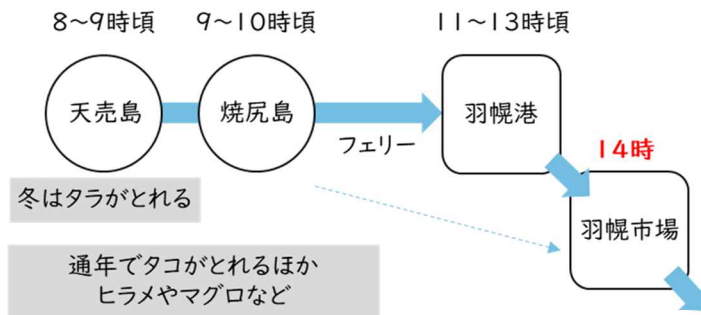 8～9時頃
9～10時頃
11～13時頃
天売島
焼尻島
羽幌港
フェリー
14時
冬はタラがとれる
羽幌市場
通年でタコがとれるほか
ヒラメやマグロなど